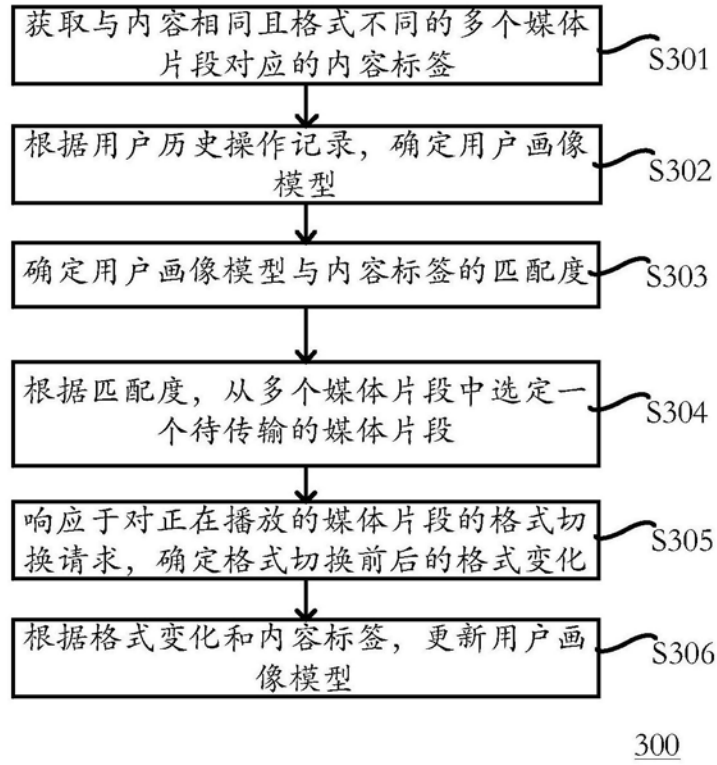 获取与内容相同且格式不同的多个媒体
片段对应的内容标签
S301
根据用户历史操作记录，确定用户画像
模型
S302
确定用户画像模型与内容标签的匹配度
S303
根据匹配度，从多个媒体片段中选定一
个待传输的媒体片段
S304
响应于对正在播放的媒体片段的格式切
换请求，确定格式切换前后的格式变化
S305
根据格式变化和内容标签，更新用户画
像模型
S306
300